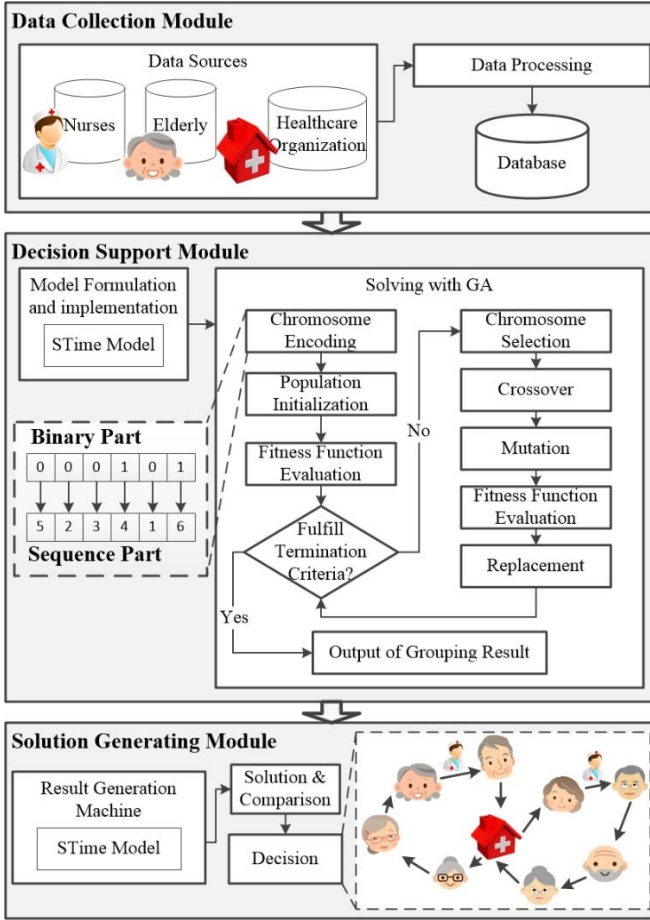 Data Collection Module
Data Sources
Nurses
Elderly
Healthcare
Organization
Data Processing
Database
Decision Support Module
Model Formulation
and implementation
STime Model
Solving with GA
Chromosome
Encoding
Population
Initialization
Fitness Function
Evaluation
Fulfill
Termination
Criteria?
No
Yes
Chromosome
Selection
Crossover
Mutation
Fitness Function
Evaluation
Replacement
Output of Grouping Result
Binary Part
0 0 0 1 0 1
5 2 3 4 1 6
Sequence Part
Solution Generating Module
Result Generation
Machine
STime Model
Solution &
Comparison
Decision